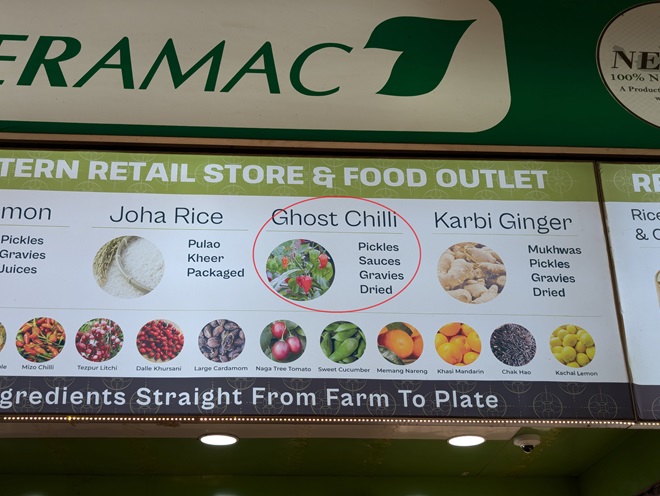 ERAMAC
NE
100% N
A Product
TERN RETAIL STORE & FOOD OUTLET
RE
mon
Pickles
Gravies
Juices
Joha Rice
Pulao
Kheer
Packaged
Ghost Chilli
Pickles
Sauces
Gravies
Dried
Karbi Ginger
Mukhwas
Pickles
Gravies
Dried
Rice
& C
Mizo Chilli
Tezpur Litchi
Dalle Khursani
Large Cardamom
Naga Tree Tomato
Sweet Cucumber
Memang Nareng
Khasi Mandarin
Chak Hao
Kachai Lemon
gredients Straight From Farm To Plate